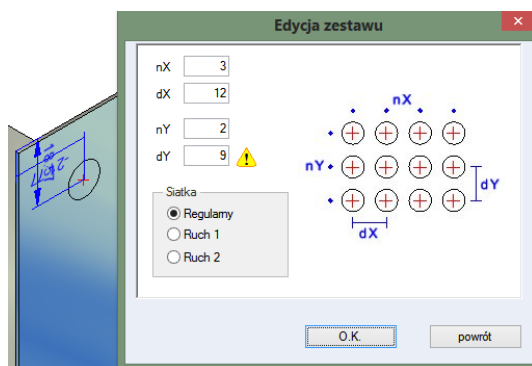 Edycja zestawu
nX 3
dX 12
nY 2
dY 9
Siatka
Regularny
Ruch 1
Ruch 2
nX
nY
dY
dX
O.K.
powrót